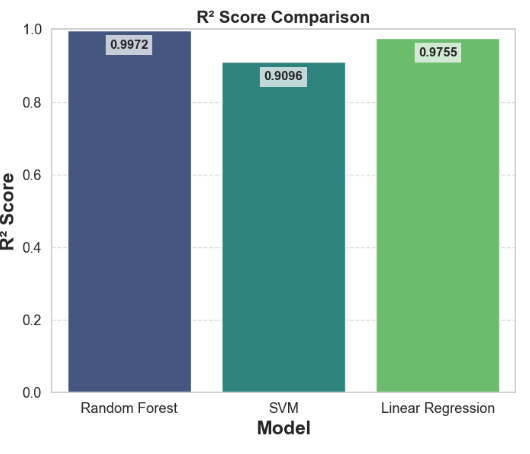 R² Score Comparison
R² Score
1.0
0.8
0.6
0.4
0.2
0.0
0.9972
0.9096
0.9755
Random Forest
SVM
Linear Regression
Model